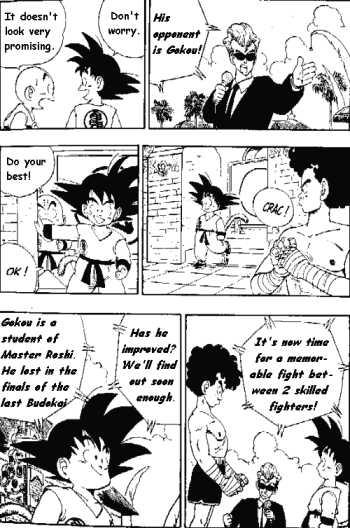 It doesn't
look very
promising.
Don't
worry.
His
opponent
is Gokou!
Do your
best!
OK!
CRAC!
Gokou is a
student of
Master Roshi.
He lost in the
finals of the
last Budokai
Has he
improved?
We'll find
out soon
enough.
It's now time
for a memor-
able fight bet-
ween 2 skilled
fighters!